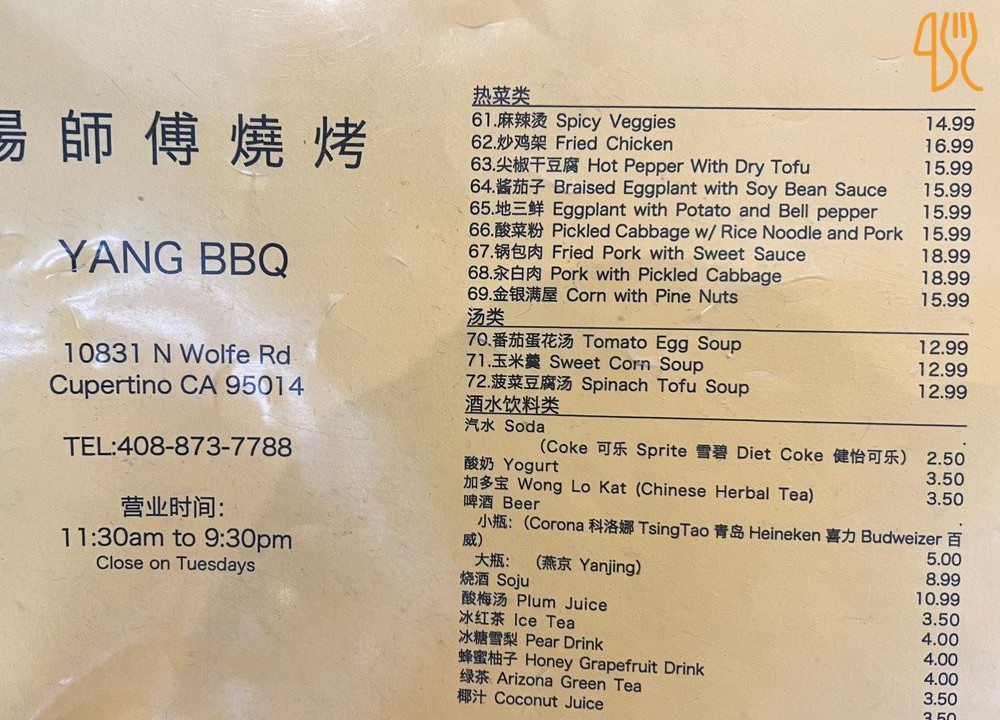 師傅燒烤
YANG BBQ
10831 N Wolfe Rd
Cupertino CA 95014
TEL:408-873-7788
营业时间:
11:30am to 9:30pm
Close on Tuesdays
热菜类
61.麻辣烫 Spicy Veggies 14.99
62.炒鸡架 Fried Chicken 16.99
63.尖椒干豆腐 Hot Pepper With Dry Tofu 15.99
64.酱茄子 Braised Eggplant with Soy Bean Sauce 15.99
65.地三鲜 Eggplant with Potato and Bell pepper 15.99
66.酸菜粉 Pickled Cabbage w/ Rice Noodle and Pork 15.99
67.锅包肉 Fried Pork with Sweet Sauce 18.99
68.汆白肉 Pork with Pickled Cabbage 18.99
69.金银满屋 Corn with Pine Nuts 15.99
汤类
70.番茄蛋花汤 Tomato Egg Soup 12.99
71.玉米羹 Sweet Corn Soup 12.99
72.菠菜豆腐汤 Spinach Tofu Soup 12.99
酒水饮料类
汽水 Soda .
(Coke 可乐 Sprite 雪碧 Diet Coke 健怡可乐) 2.50
酸奶 Yogurt 3.50
加多宝 Wong Lo Kat (Chinese Herbal Tea) 3.50
啤酒 Beer .
小瓶: (Corona 科洛娜 TsingTao 青岛 Heineken 喜力 Budweizer 百
威) 5.00
大瓶: (燕京 Yanjing) 8.99
烧酒 Soju 10.99
酸梅汤 Plum Juice 3.50
冰红茶 Ice Tea 4.00
冰糖雪梨 Pear Drink 4.00
蜂蜜柚子 Honey Grapefruit Drink 4.00
绿茶 Arizona Green Tea 3.50
椰汁 Coconut Juice 3.50